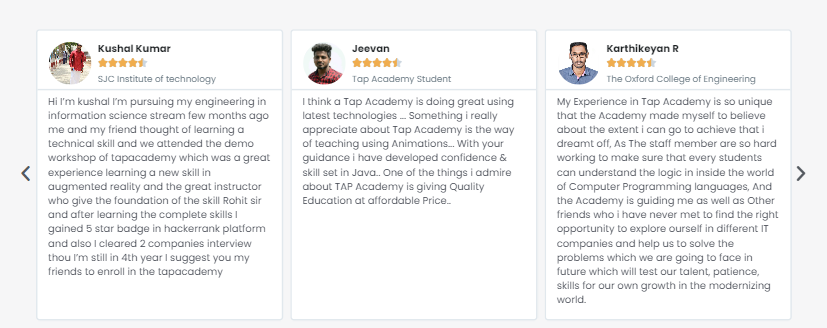 Kushal Kumar
SJC Institute of technology
Hi I'm kushal I'm pursuing my engineering in
information science stream few months ago
me and my friend thought of learning a
technical skill and we attended the demo
workshop of tapacademy which was a great
experience learning a new skill in
augmented reality and the great instructor
who give the foundation of the skill Rohit sir
and after learning the complete skills I
gained 5 star badge in hackerrank platform
and also I cleared 2 companies interview
thou I'm still in 4th year I suggest you my
friends to enroll in the tapacademy
Jeevan
Tap Academy Student
I think a Tap Academy is doing great using
latest technologies ... Something i really
appreciate about Tap Academy is the way
of teaching using Animations... With your
guidance i have developed confidence &
skill set in Java.. One of the things i admire
about TAP Academy is giving Quality
Education at affordable Price..
Karthikeyan R
The Oxford College of Engineering
My Experience in Tap Academy is so unique
that the Academy made myself to believe
about the extent i can go to achieve that i
dreamt off, As The staff member are so hard
working to make sure that every students
can understand the logic in inside the world
of Computer Programming languages, And
the Academy is guiding me as well as Other
friends who i have never met to find the right
opportunity to explore ourself in different IT
companies and help us to solve the
problems which we are going to face in
future which will test our talent, patience,
skills for our own growth in the modernizing
world.